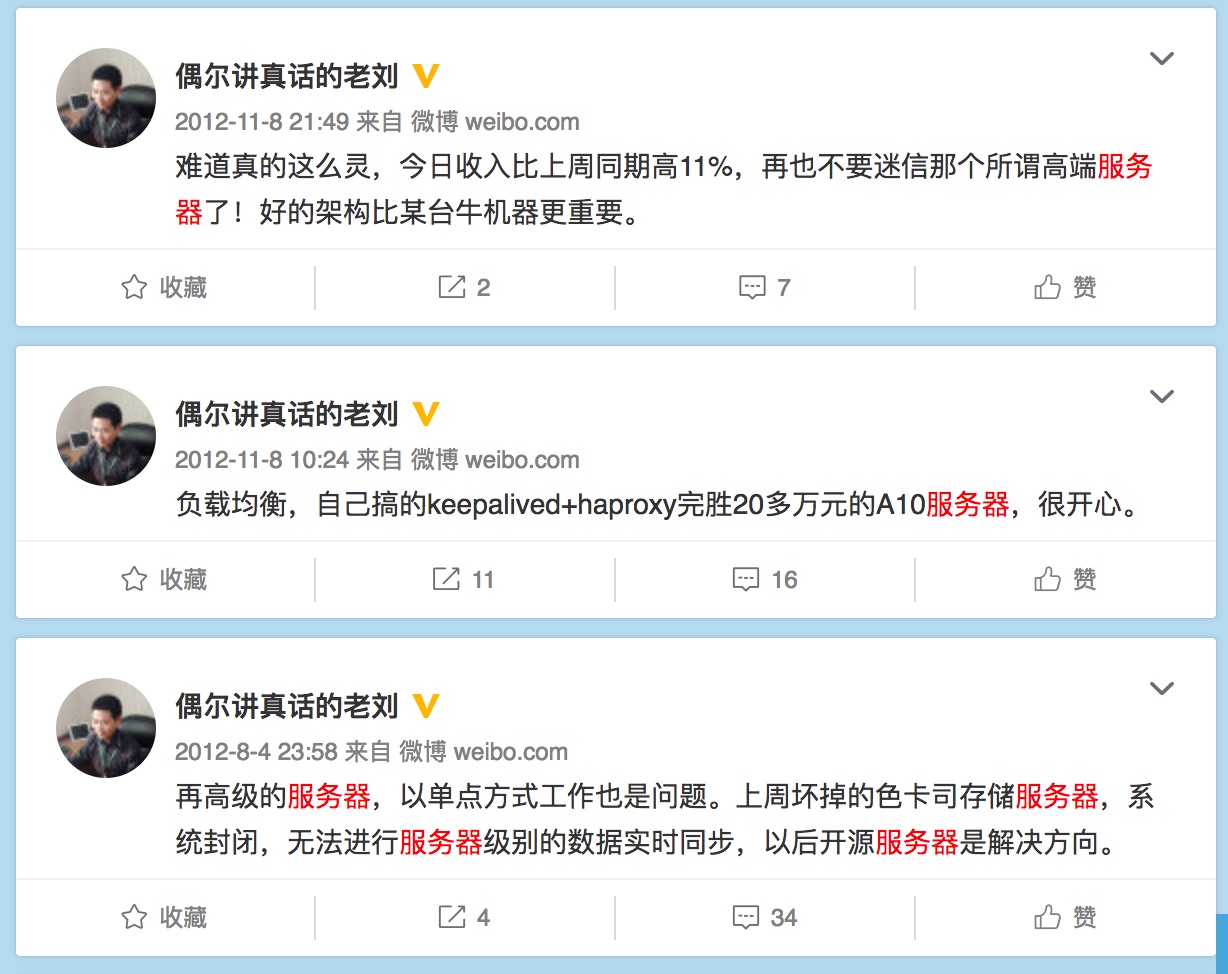 偶尔讲真话的老刘
2012-11-8 21:49 来自 微博 weibo.com
难道真的这么灵，今日收入比上周同期高11%，再也不要迷信那个所谓高端服务
器了！好的架构比某台牛机器更重要。
收藏 2 7 赞
偶尔讲真话的老刘
2012-11-8 10:24 来自 微博 weibo.com
负载均衡，自己搞的keepalived+haproxy完胜20多万元的A10服务器，很开心。
收藏 11 16 赞
偶尔讲真话的老刘
2012-8-4 23:58 来自 微博 weibo.com
再高级的服务器，以单点方式工作也是问题。上周坏掉的色卡司存储服务器，系
统封闭，无法进行服务器级别的数据实时同步，以后开源服务器是解决方向。
收藏 4 34 赞